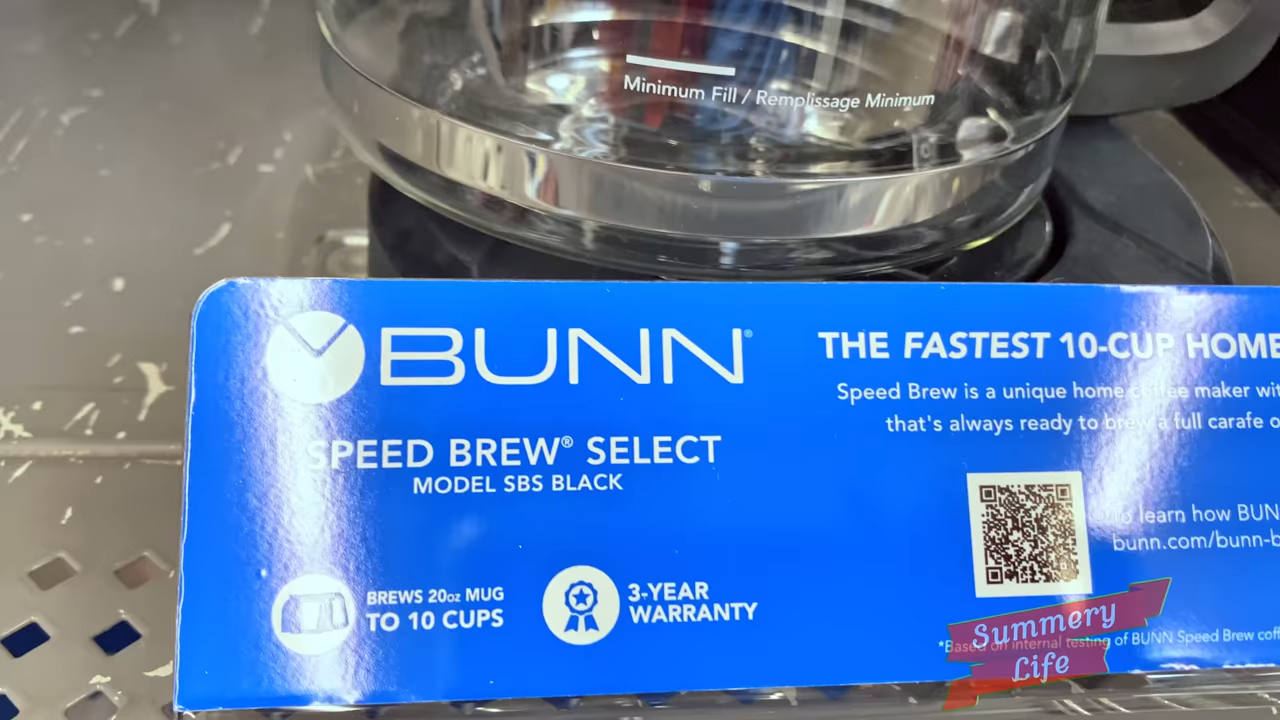 Minimum Fill / Remplissage Minimum
BUNN®
SPEED BREW® SELECT
MODEL SBS BLACK
BREWS 20oz MUG
TO 10 CUPS
3-YEAR
WARRANTY
THE FASTEST 10-CUP HOME
Speed Brew is a unique home coffee maker wit
that's always ready to brew a full carafe o
To learn how BUN
bunn.com/bunn-b
*Based on internal testing of BUNN Speed Brew coff
Summery
Life